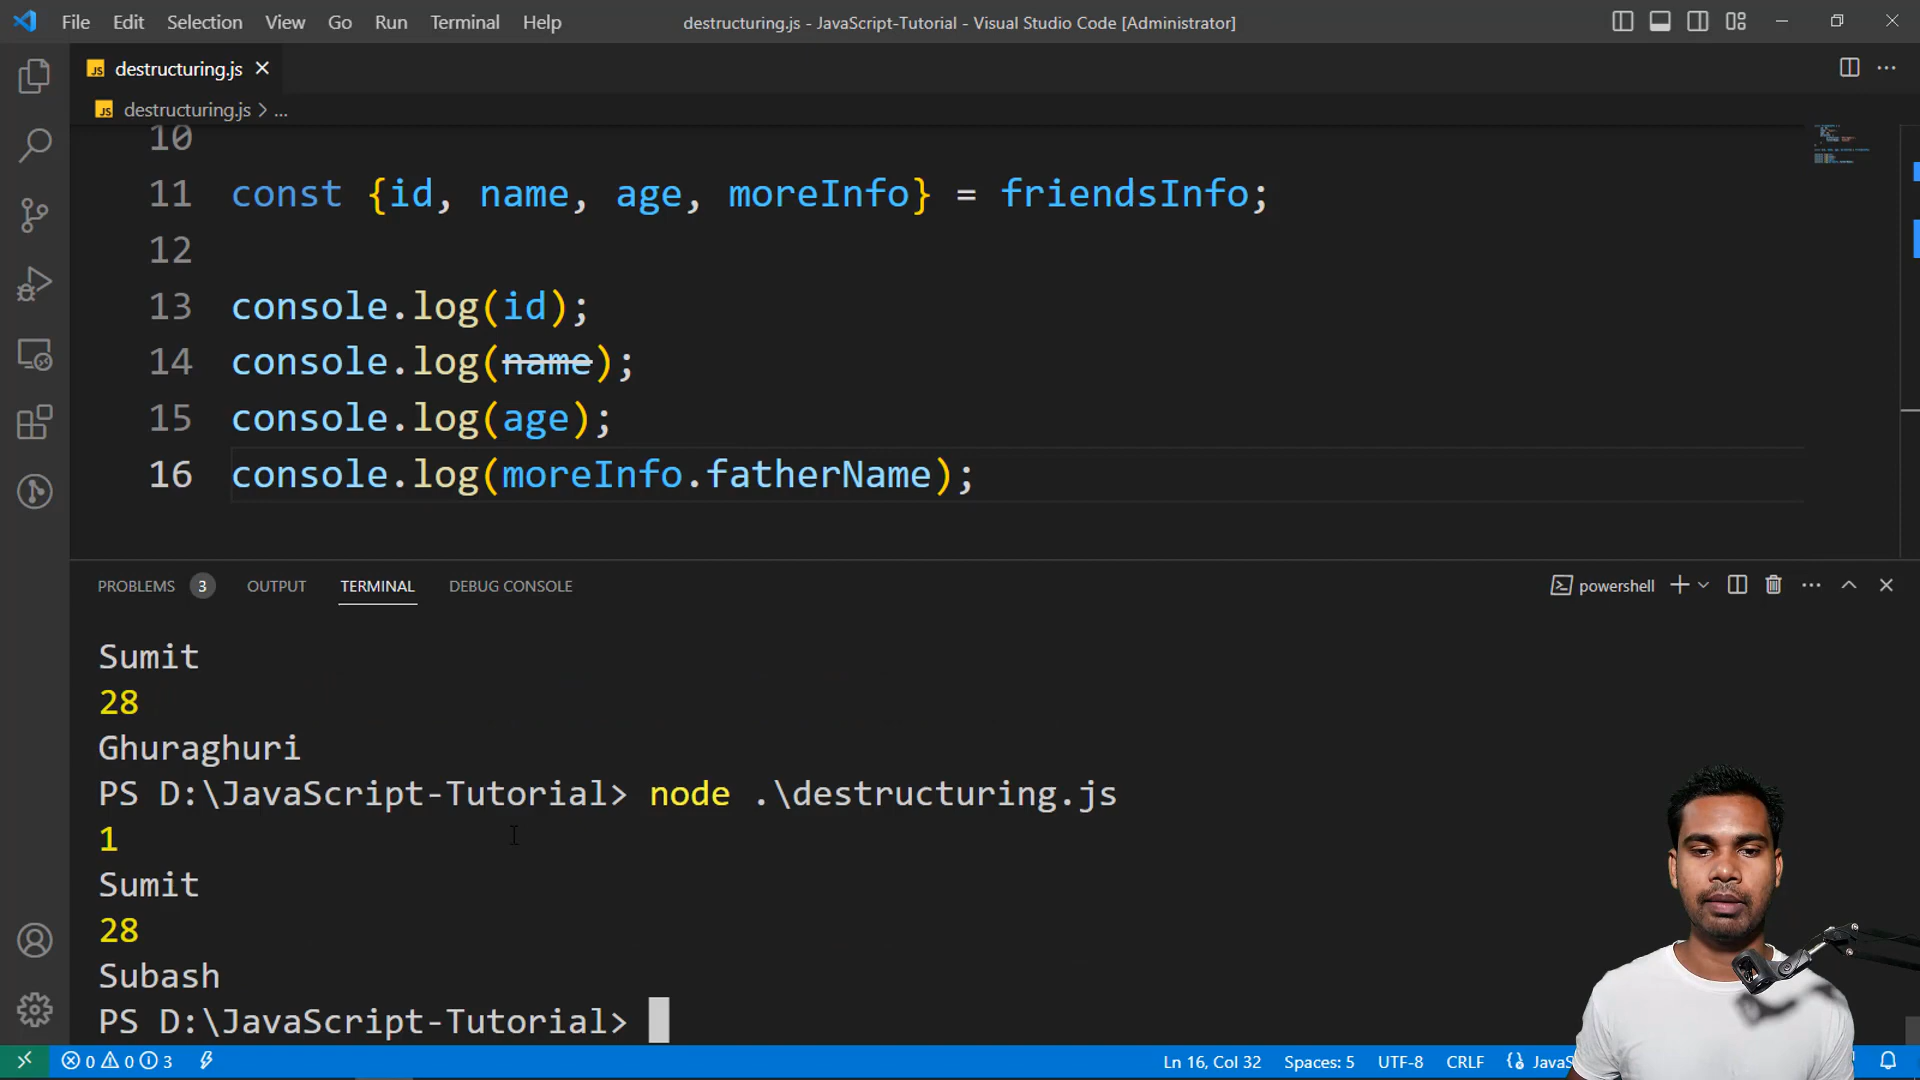 File Edit Selection View Go Run Terminal Help destructuring.js - JavaScript-Tutorial - Visual Studio Code [Administrator]
JS destructuring.js
JS destructuring.js > ...
10
11 const {id, name, age, moreInfo} = friendsInfo;
12
13 console.log(id);
14 console.log(name);
15 console.log(age);
16 console.log(moreInfo.fatherName);
PROBLEMS 3 OUTPUT TERMINAL DEBUG CONSOLE powershell
Sumit
28
Ghuraghuri
PS D:\JavaScript-Tutorial> node .\destructuring.js
1
Sumit
28
Subash
PS D:\JavaScript-Tutorial>
0 0 3 Ln 16, Col 32 Spaces: 5 UTF-8 CRLF